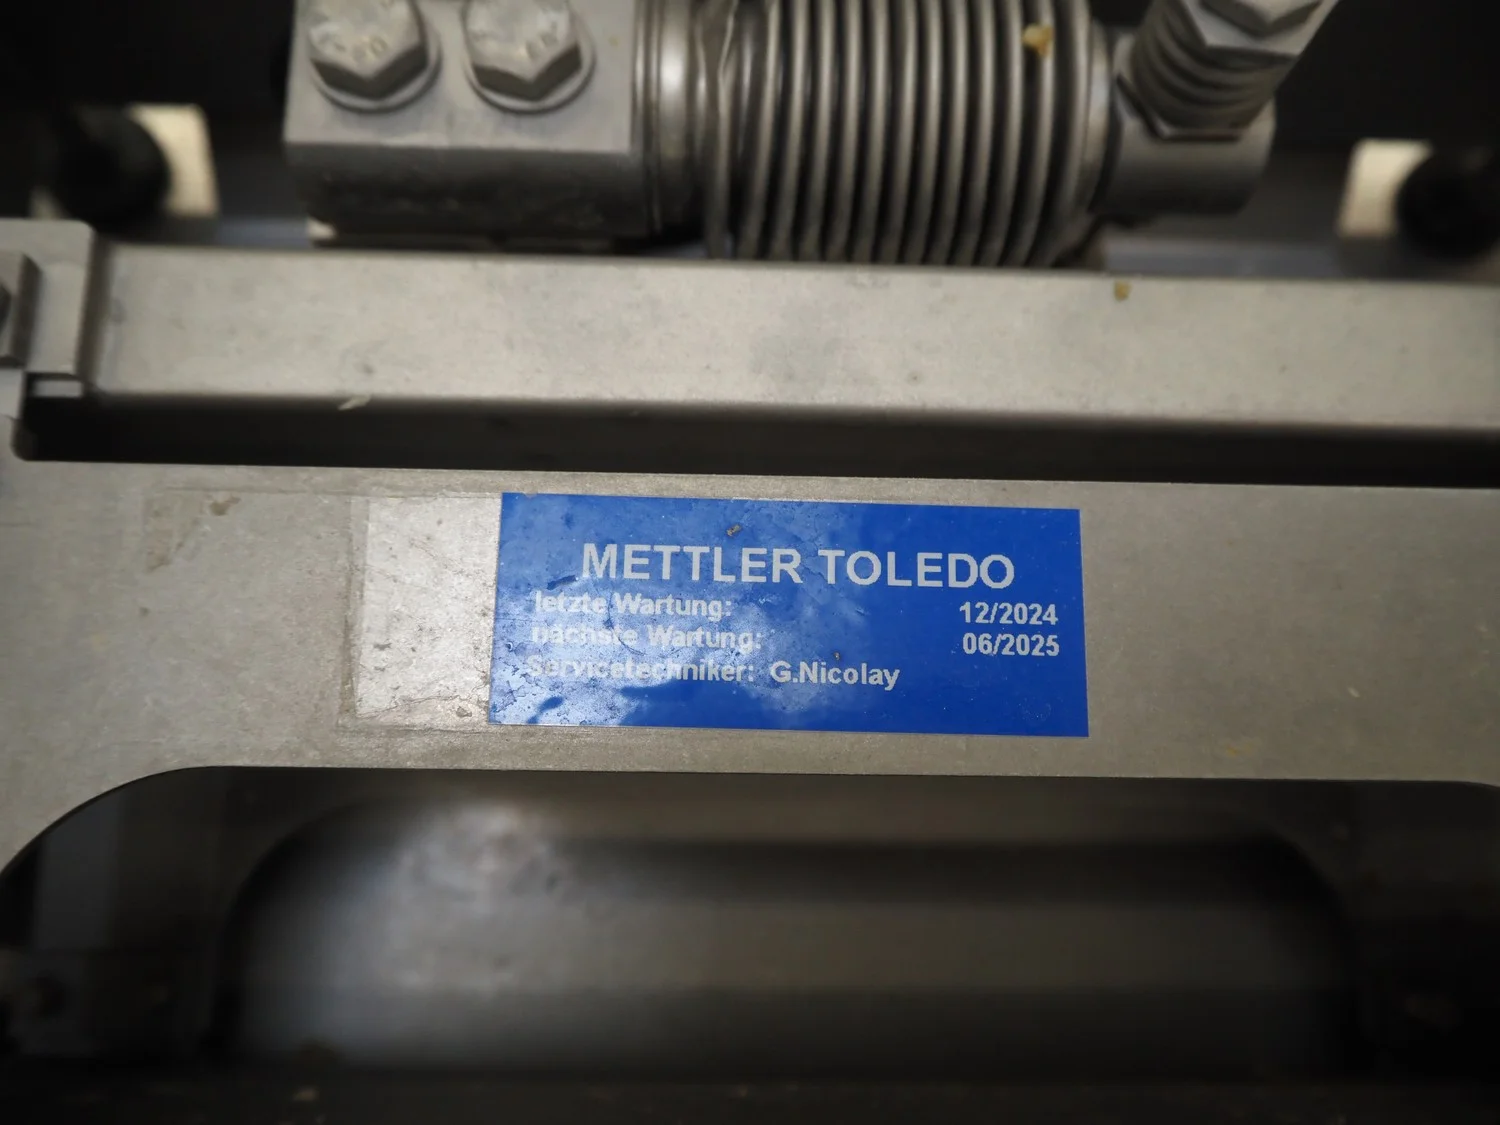 METTLER TOLEDO
letzte Wartung: 12/2024
nächste Wartung: 06/2025
Servicetechniker: G.Nicolay